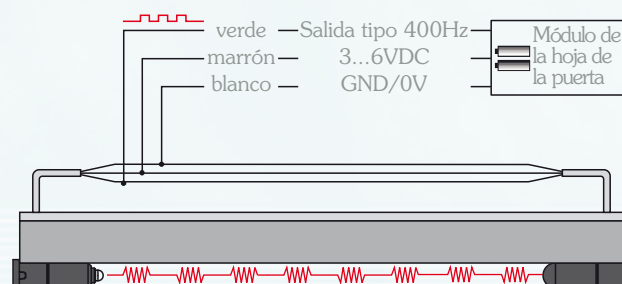 verde Salida tipo 400Hz
marrón 3...6VDC
blanco GND/0V
Módulo de
la hoja de
la puerta